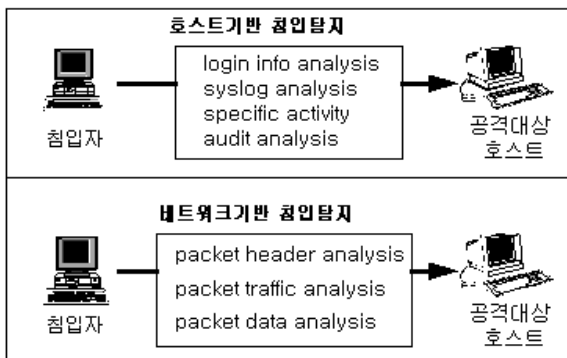 호스트기반 침입탐지
login info analysis
syslog analysis
specific activity
audit analysis
침입자
공격대상
호스트
네트워크기반 침입탐지
packet header analysis
packet traffic analysis
packet data analysis
침입자
공격대상
호스트